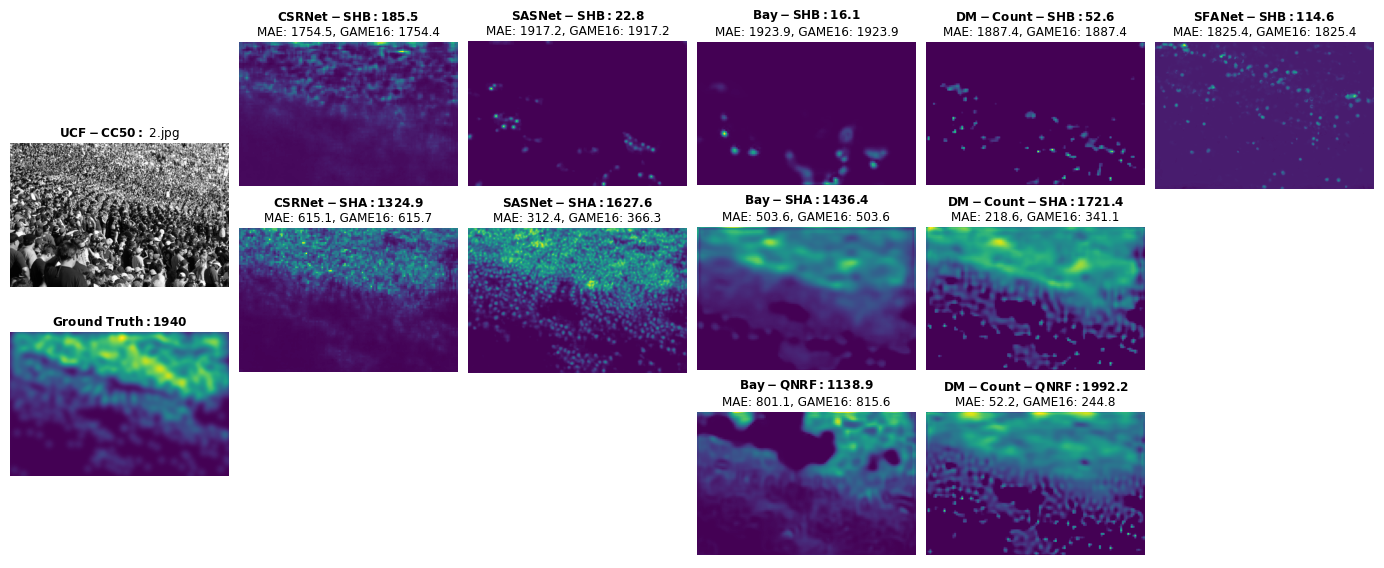 CSRNet − SHB : 185.5
MAE: 1754.5, GAME16: 1754.4
SASNet − SHB : 22.8
MAE: 1917.2, GAME16: 1917.2
Bay − SHB : 16.1
MAE: 1923.9, GAME16: 1923.9
DM − Count − SHB : 52.6
MAE: 1887.4, GAME16: 1887.4
SFANet − SHB : 114.6
MAE: 1825.4, GAME16: 1825.4
UCF − CC50 : 2.jpg
CSRNet − SHA : 1324.9
MAE: 615.1, GAME16: 615.7
SASNet − SHA : 1627.6
MAE: 312.4, GAME16: 366.3
Bay − SHA : 1436.4
MAE: 503.6, GAME16: 503.6
DM − Count − SHA : 1721.4
MAE: 218.6, GAME16: 341.1
Ground Truth : 1940
Bay − QNRF : 1138.9
MAE: 801.1, GAME16: 815.6
DM − Count − QNRF : 1992.2
MAE: 52.2, GAME16: 244.8